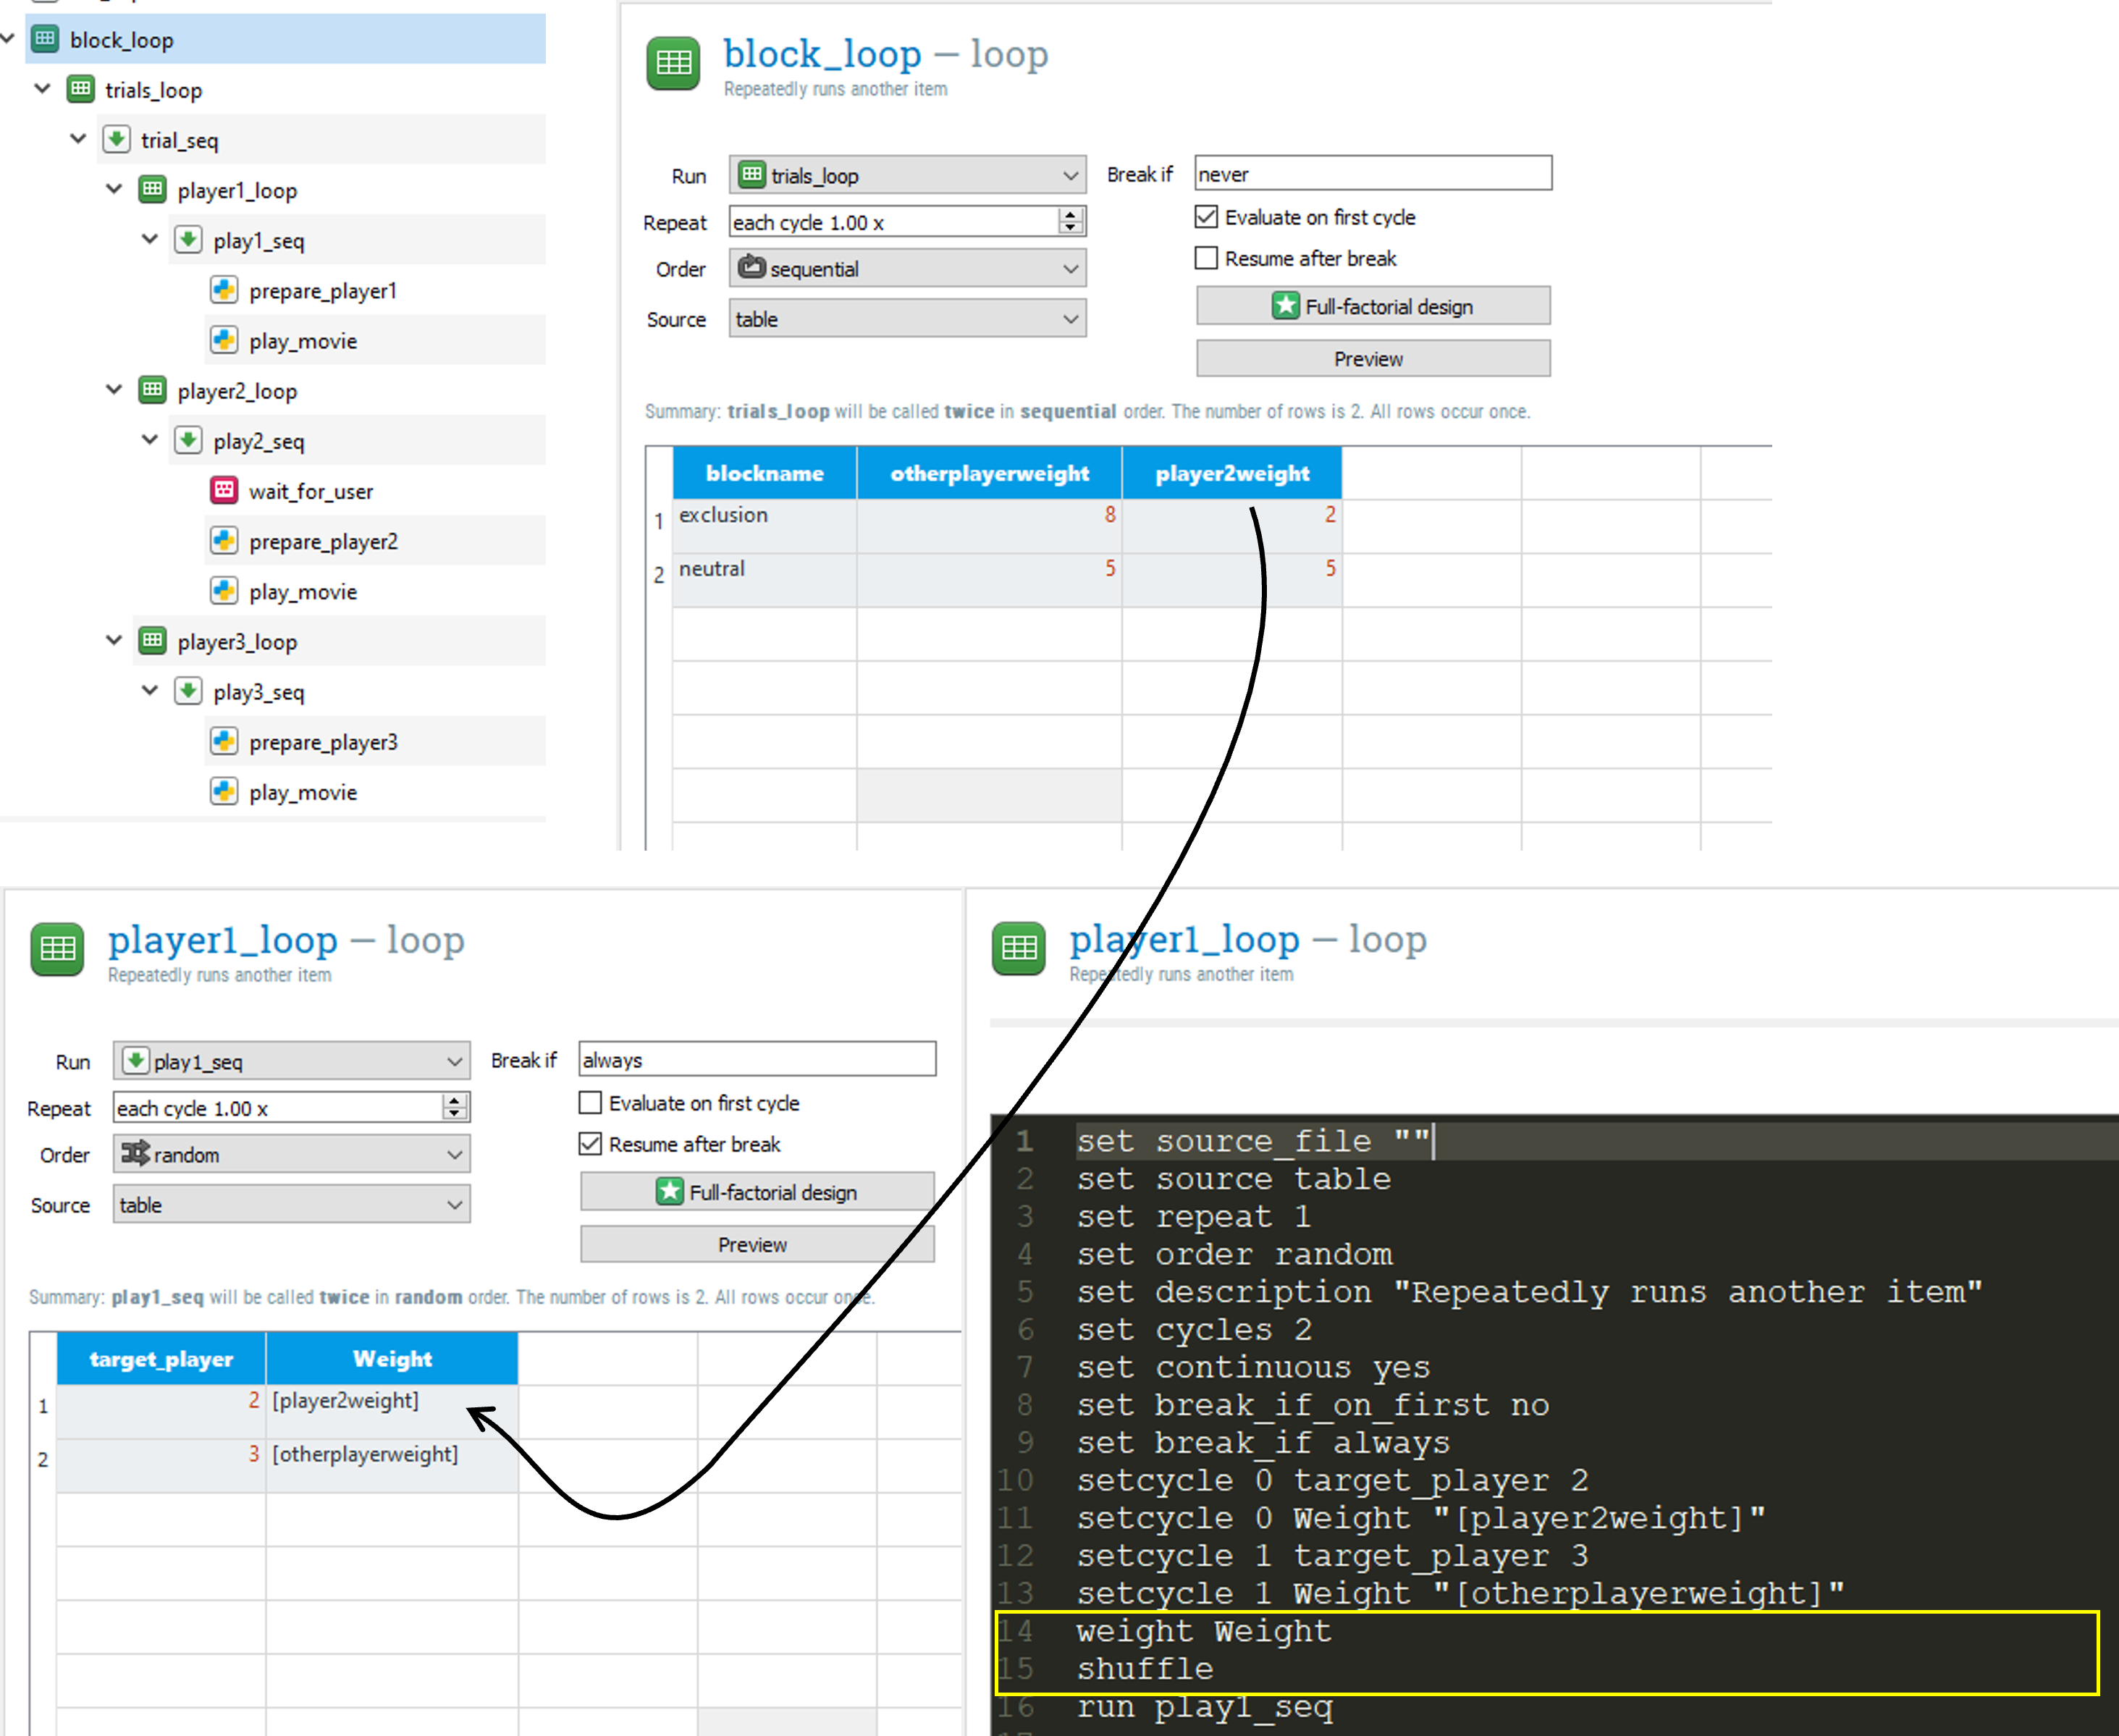 block_loop
trials_loop
trial_seq
player1_loop
play1_seq
prepare_player1
play_movie
player2_loop
play2_seq
wait_for_user
prepare_player2
play_movie
player3_loop
play3_seq
prepare_player3
play_movie
block_loop – loop
Repeatedly runs another item
Run trials_loop Break if never
Repeat each cycle 1.00 x Evaluate on first cycle
Order sequential Resume after break
Full-factorial design
Source table
Preview
Summary: trials_loop will be called twice in sequential order. The number of rows is 2. All rows occur once.
blockname otherplayerweight player2weight
1 exclusion 8 2
2 neutral 5 5
player1_loop – loop
Repeatedly runs another item
Run play1_seq Break if always
Repeat each cycle 1.00 x Evaluate on first cycle
Order random Resume after break
Full-factorial design
Source table
Preview
Summary: play1_seq will be called twice in random order. The number of rows is 2. All rows occur once.
target_player Weight
1 2 [player2weight]
2 3 [otherplayerweight]
player1_loop – loop
Repeatedly runs another item
1 set source_file ""
2 set source table
3 set repeat 1
4 set order random
5 set description "Repeatedly runs another item"
6 set cycles 2
7 set continuous yes
8 set break_if_on_first no
9 set break_if always
10 setcycle 0 target_player 2
11 setcycle 0 Weight "[player2weight]"
12 setcycle 1 target_player 3
13 setcycle 1 Weight "[otherplayerweight]"
14 weight Weight
15 shuffle
16 run play1_seq